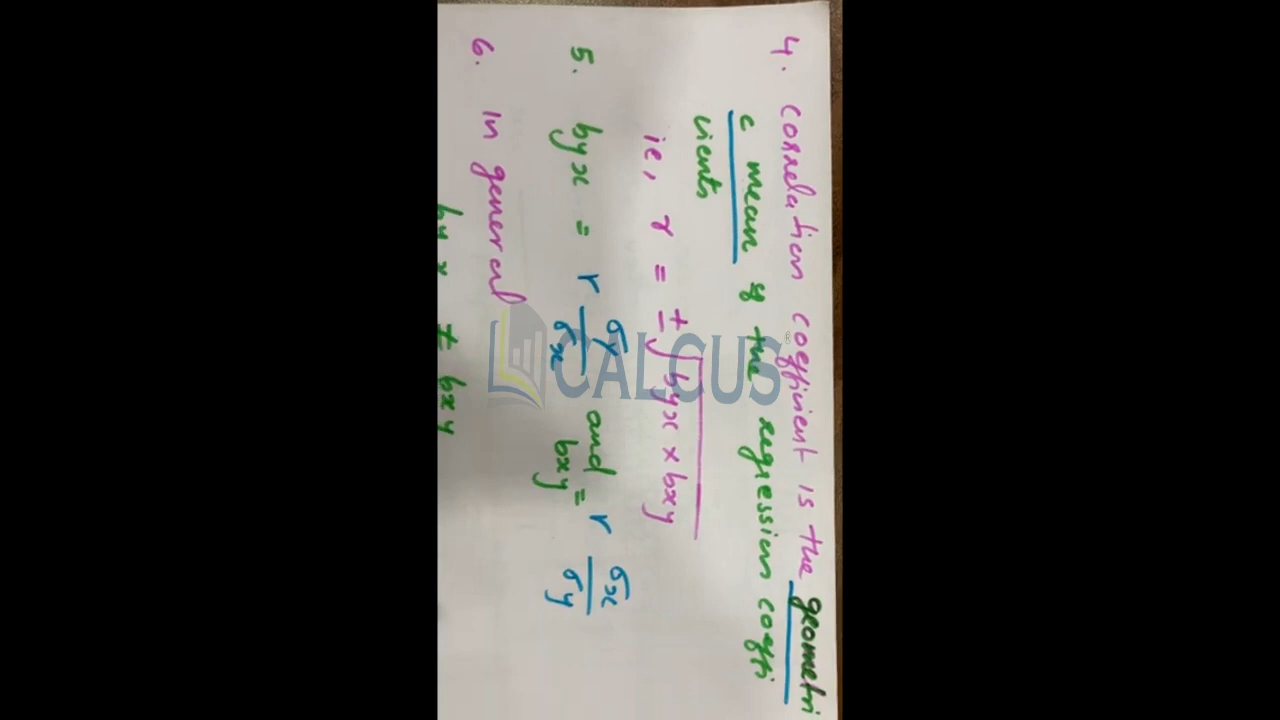 4. correlation coefficient is the geometri
c mean of the regression coeffi
cients
ie, r = ± √byx × bxy
5. byx = r σy/σx and bxy = r σx/σy
6. In general
byx ≠ bxy
CALCUS